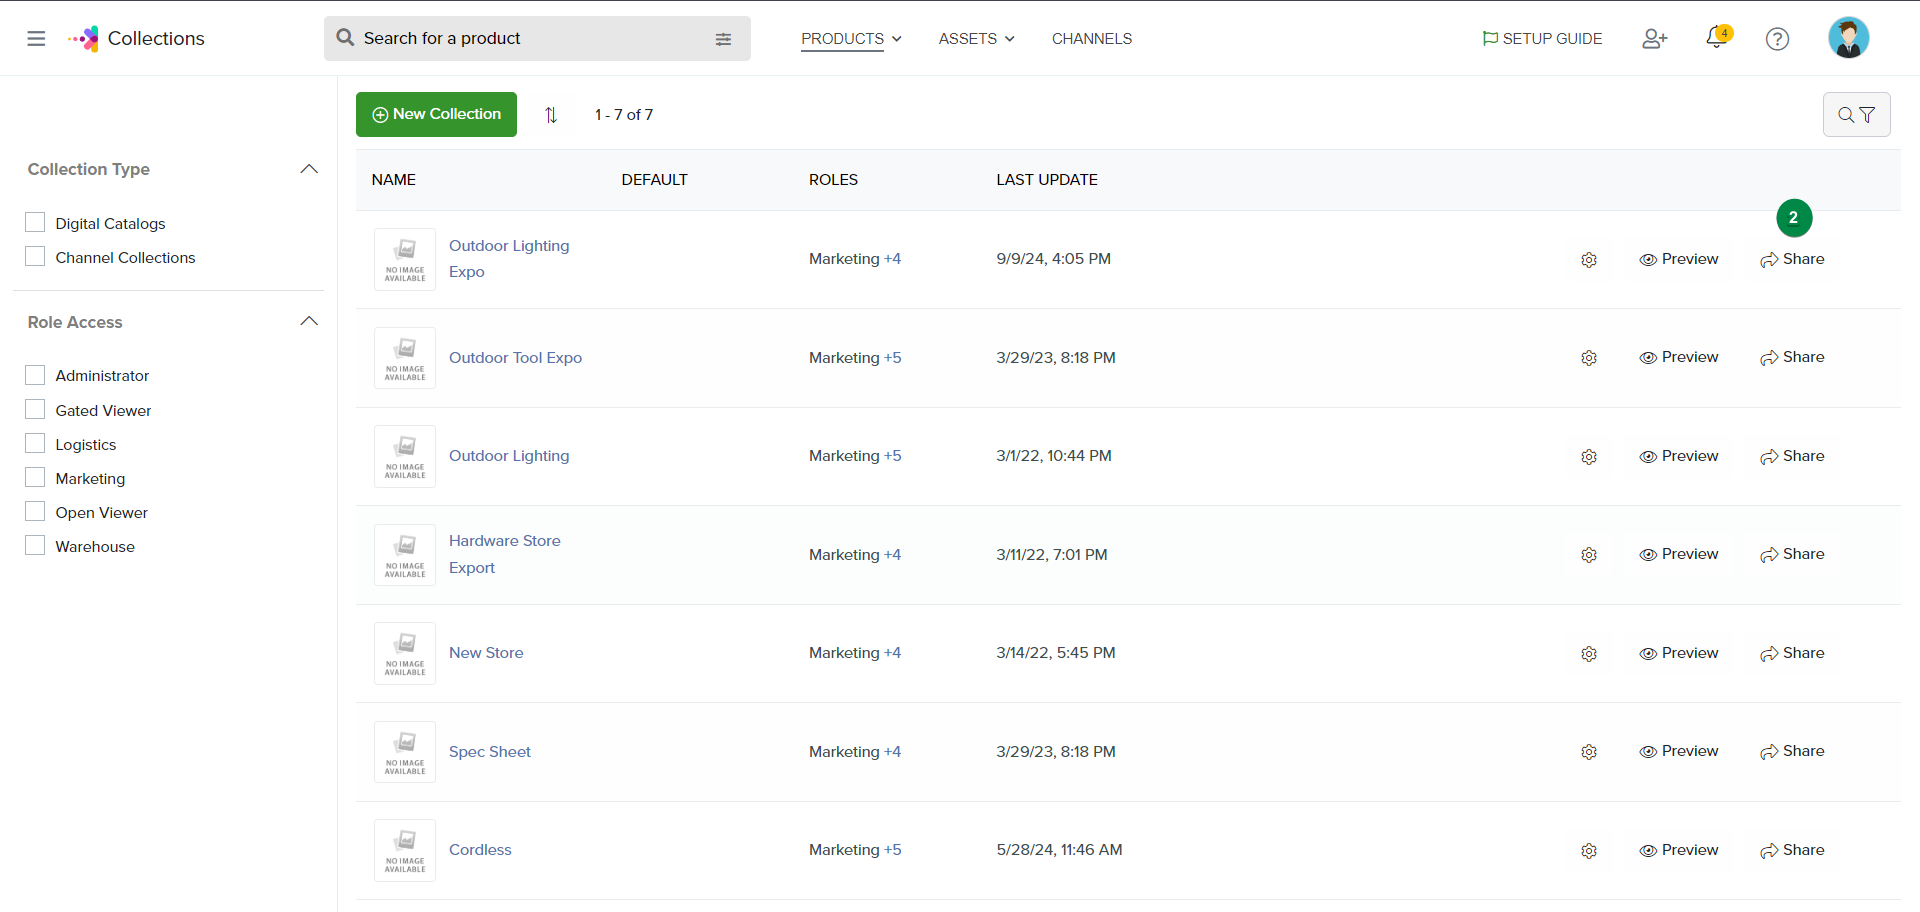 Collections
Search for a product
PRODUCTS
ASSETS
CHANNELS
SETUP GUIDE
4
?
New Collection
1 - 7 of 7
Collection Type
Digital Catalogs
Channel Collections
Role Access
Administrator
Gated Viewer
Logistics
Marketing
Open Viewer
Warehouse
NAME DEFAULT ROLES LAST UPDATE
2
NO IMAGE
AVAILABLE
Outdoor Lighting
Expo
Marketing +4
9/9/24, 4:05 PM
Preview
Share
NO IMAGE
AVAILABLE
Outdoor Tool Expo
Marketing +5
3/29/23, 8:18 PM
Preview
Share
NO IMAGE
AVAILABLE
Outdoor Lighting
Marketing +5
3/1/22, 10:44 PM
Preview
Share
NO IMAGE
AVAILABLE
Hardware Store
Export
Marketing +4
3/11/22, 7:01 PM
Preview
Share
NO IMAGE
AVAILABLE
New Store
Marketing +4
3/14/22, 5:45 PM
Preview
Share
NO IMAGE
AVAILABLE
Spec Sheet
Marketing +4
3/29/23, 8:18 PM
Preview
Share
NO IMAGE
AVAILABLE
Cordless
Marketing +5
5/28/24, 11:46 AM
Preview
Share